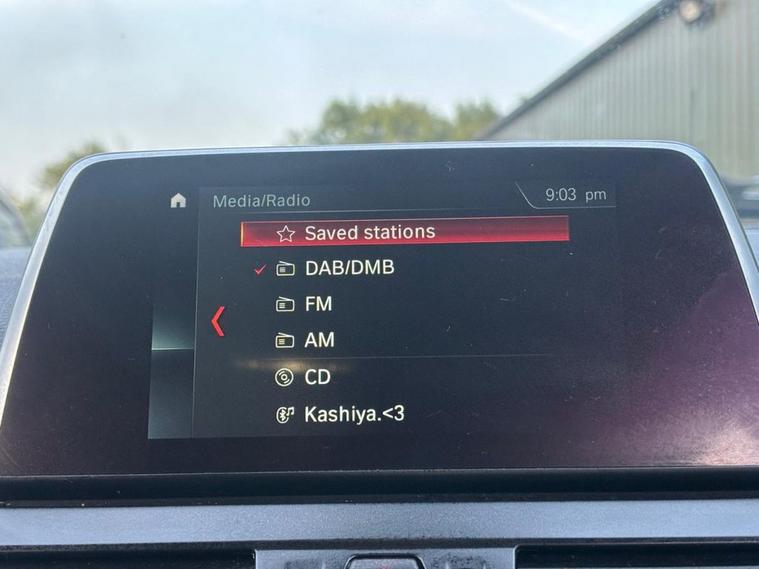 Media/Radio
9:03 pm
Saved stations
DAB/DMB
FM
AM
CD
Kashiya.<3